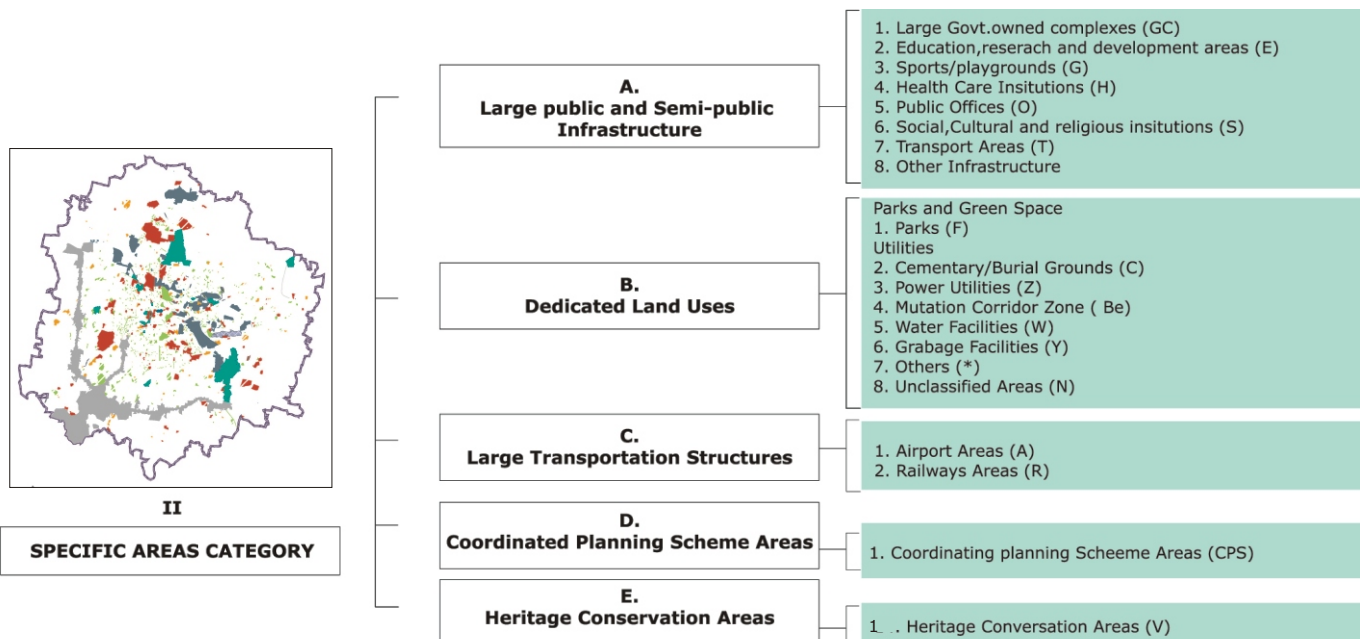 II
SPECIFIC AREAS CATEGORY
A.
Large public and Semi-public
Infrastructure
1. Large Govt.owned complexes (GC)
2. Education,reserach and development areas (E)
3. Sports/playgrounds (G)
4. Health Care Insitutions (H)
5. Public Offices (O)
6. Social,Cultural and religious insitutions (S)
7. Transport Areas (T)
8. Other Infrastructure
B.
Dedicated Land Uses
Parks and Green Space
1. Parks (F)
Utilities
2. Cementary/Burial Grounds (C)
3. Power Utilities (Z)
4. Mutation Corridor Zone ( Be)
5. Water Facilities (W)
6. Grabage Facilities (Y)
7. Others (*)
8. Unclassified Areas (N)
C.
Large Transportation Structures
1. Airport Areas (A)
2. Railways Areas (R)
D.
Coordinated Planning Scheme Areas
1. Coordinating planning Scheeme Areas (CPS)
E.
Heritage Conservation Areas
1 . Heritage Conversation Areas (V)